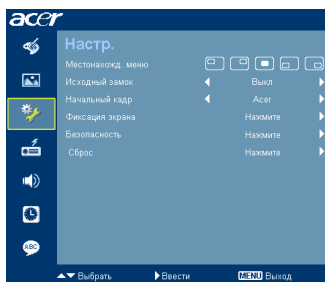 acer
Настр.
Местонахожд. меню
Исходный замок Выкл
Начальный кадр Acer
Фиксация экрана Нажмите
Безопасность Нажмите
Сброс Нажмите
ABC
Выбрать Ввести MENU Выход